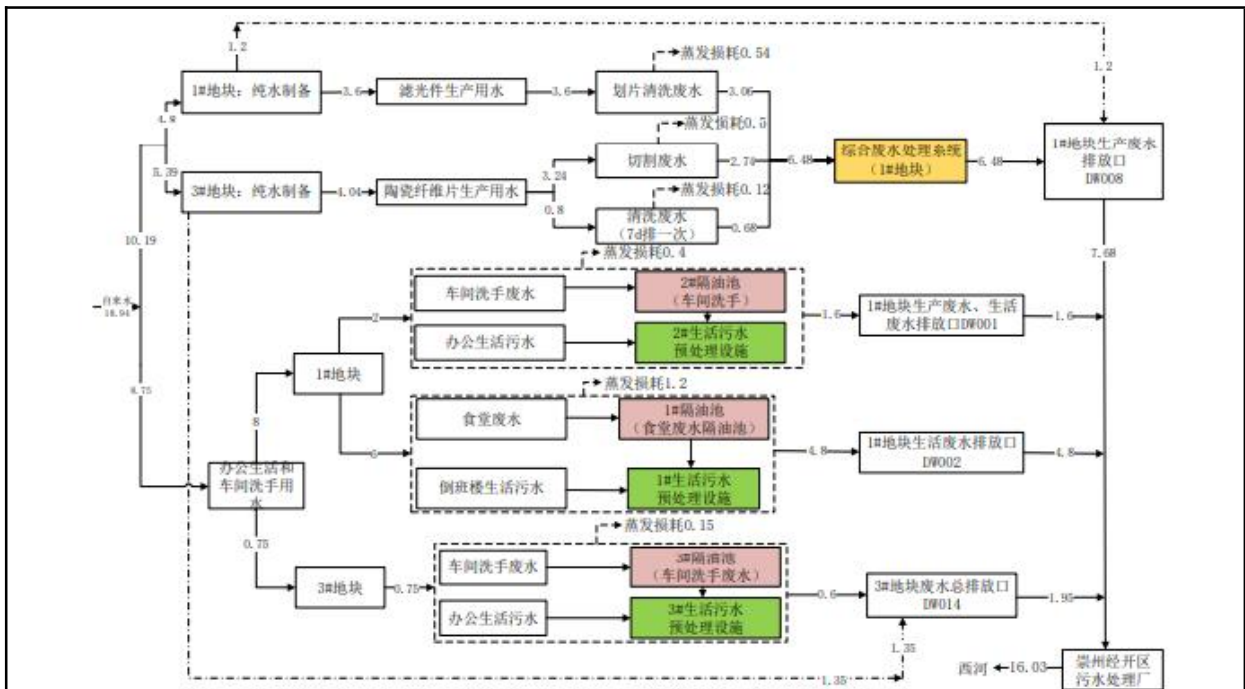 1.2
蒸发损耗0.54
1.2
1#地块：纯水制备
3.6
滤光件生产用水
3.6
划片清洗废水
3.06
4.8
蒸发损耗0.5
1#地块生产废水
排放口
DW008
5.39
切割废水
2.74
6.48
综合废水处理系统
（1#地块）
6.48
3#地块：纯水制备
4.04
陶瓷纤维片生产用水
3.24
蒸发损耗0.12
0.8
清洗废水
（7d排一次）
0.68
10.19
7.68
蒸发损耗0.4
自来水
18.94
车间洗手废水
2#隔油池
（车间洗手）
2
1.6
1#地块生产废水、生活
废水排放口DW001
1.6
办公生活污水
2#生活污水
预处理设施
1#地块
8.75
蒸发损耗1.2
8
食堂废水
1#隔油池
（食堂废水隔油池）
6
4.8
1#地块生活废水排放口
DW002
4.8
办公生活和
车间洗手用
水
倒班楼生活污水
1#生活污水
预处理设施
0.75
蒸发损耗0.15
车间洗手废水
3#隔油池
（车间洗手废水）
3#地块
0.75
0.6
3#地块废水总排放口
DW014
1.95
办公生活污水
3#生活污水
预处理设施
1.35
1.35
西河
16.03
崇州经开区
污水处理厂